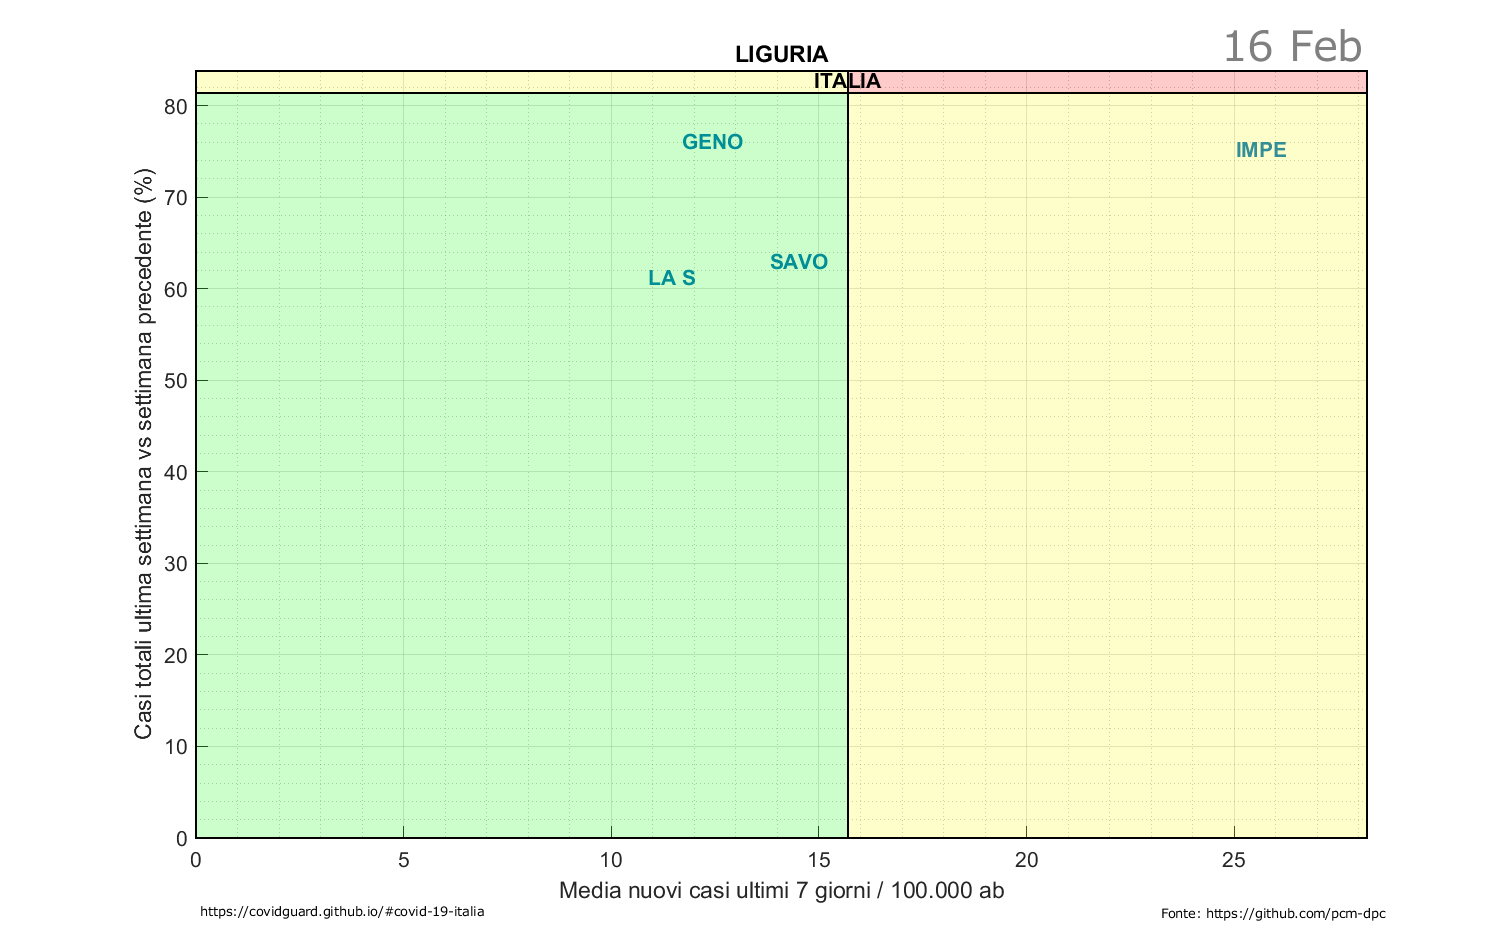 16 Feb
LIGURIA
ITALIA
80
GENO
IMPE
70
SAVO
LA S
60
50
40
30
20
10
0
Casi totali ultima settimana vs settimana precedente (%)
0 5 10 15 20 25
Media nuovi casi ultimi 7 giorni / 100.000 ab
https://covidguard.github.io/#covid-19-italia
Fonte: https://github.com/pcm-dpc